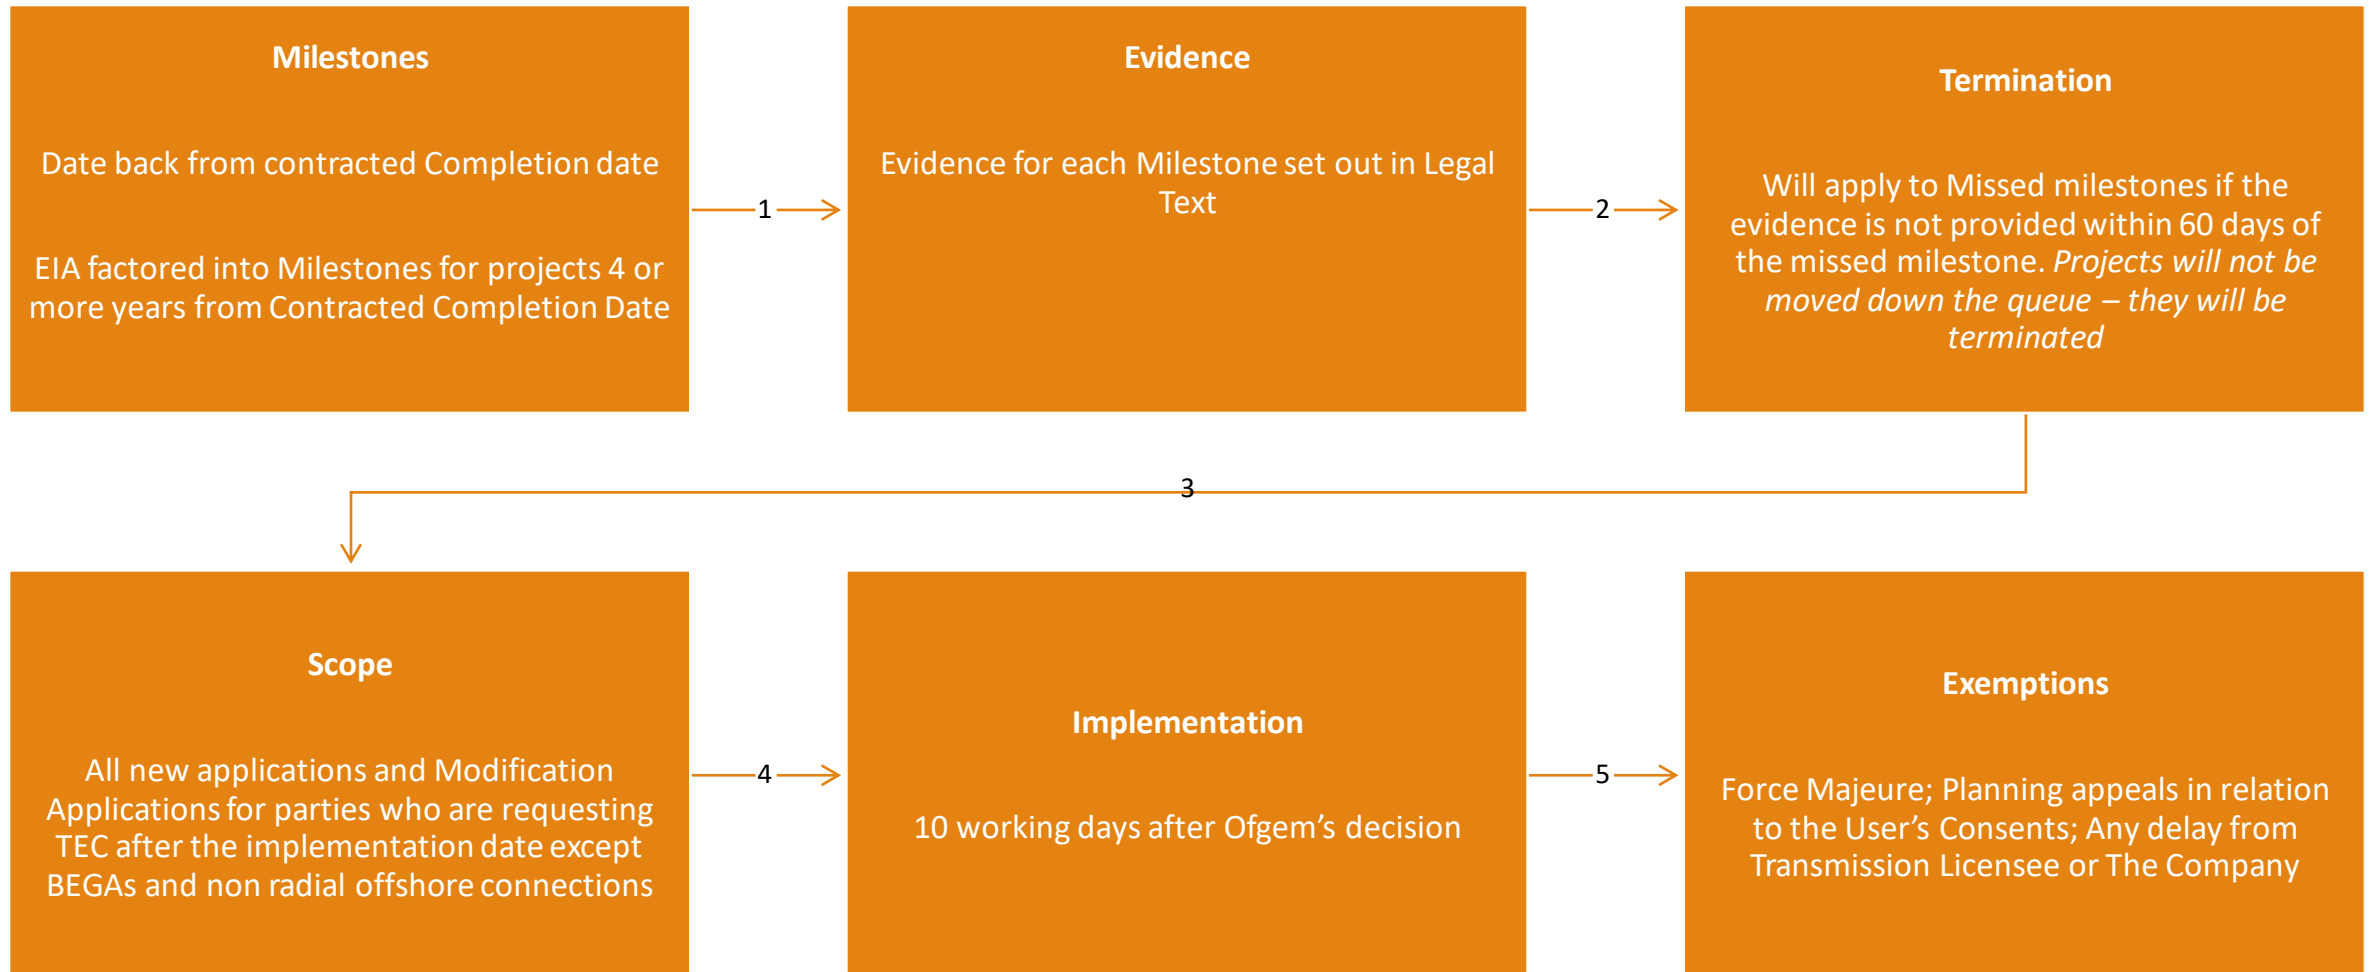 Milestones
Date back from contracted Completion date
EIA factored into Milestones for projects 4 or
more years from Contracted Completion Date
1
Evidence
Evidence for each Milestone set out in Legal
Text
2
Termination
Will apply to Missed milestones if the
evidence is not provided within 60 days of
the missed milestone. Projects will not be
moved down the queue – they will be
terminated
3
Scope
All new applications and Modification
Applications for parties who are requesting
TEC after the implementation date except
BEGAs and non radial offshore connections
4
Implementation
10 working days after Ofgem’s decision
5
Exemptions
Force Majeure; Planning appeals in relation
to the User’s Consents; Any delay from
Transmission Licensee or The Company